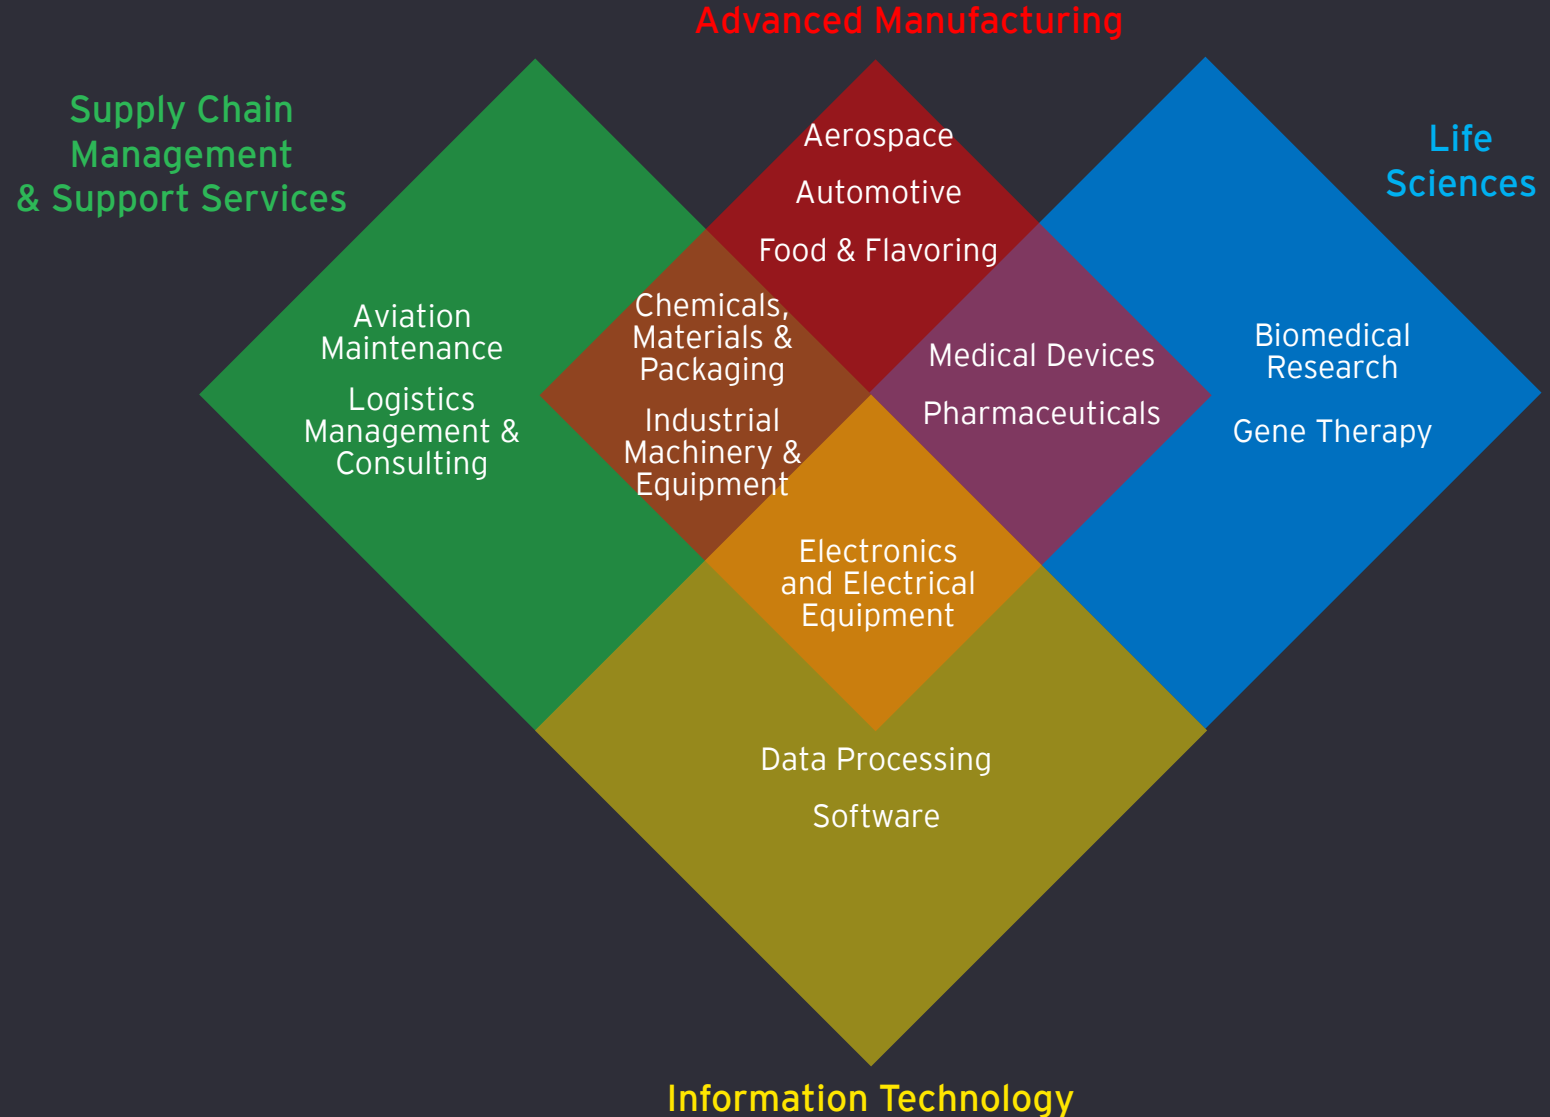 Advanced Manufacturing
Supply Chain
Management
& Support Services
Life
Sciences
Aerospace
Automotive
Food & Flavoring
Aviation
Maintenance
Logistics
Management &
Consulting
Chemicals,
Materials &
Packaging
Industrial
Machinery &
Equipment
Medical Devices
Pharmaceuticals
Biomedical
Research
Gene Therapy
Electronics
and Electrical
Equipment
Data Processing
Software
Information Technology